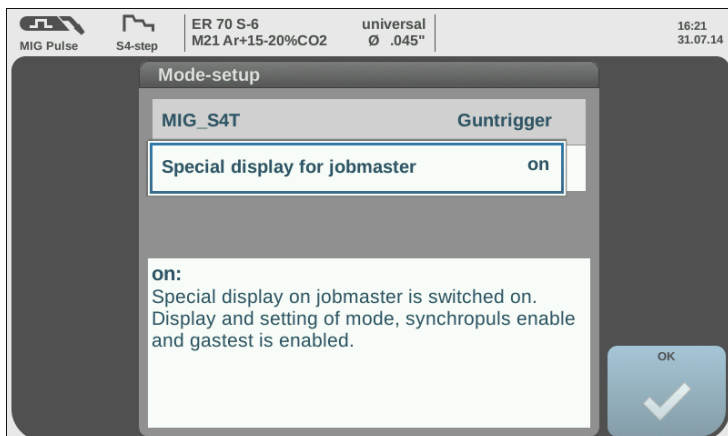 ER 70 S-6 universal 16:21
MIG Pulse S4-step M21 Ar+15-20%CO2 Ø .045" 31.07.14
Mode-setup
MIG_S4T Guntrigger
Special display for jobmaster on
on:
Special display on jobmaster is switched on.
Display and setting of mode, synchropuls enable
and gastest is enabled.
OK